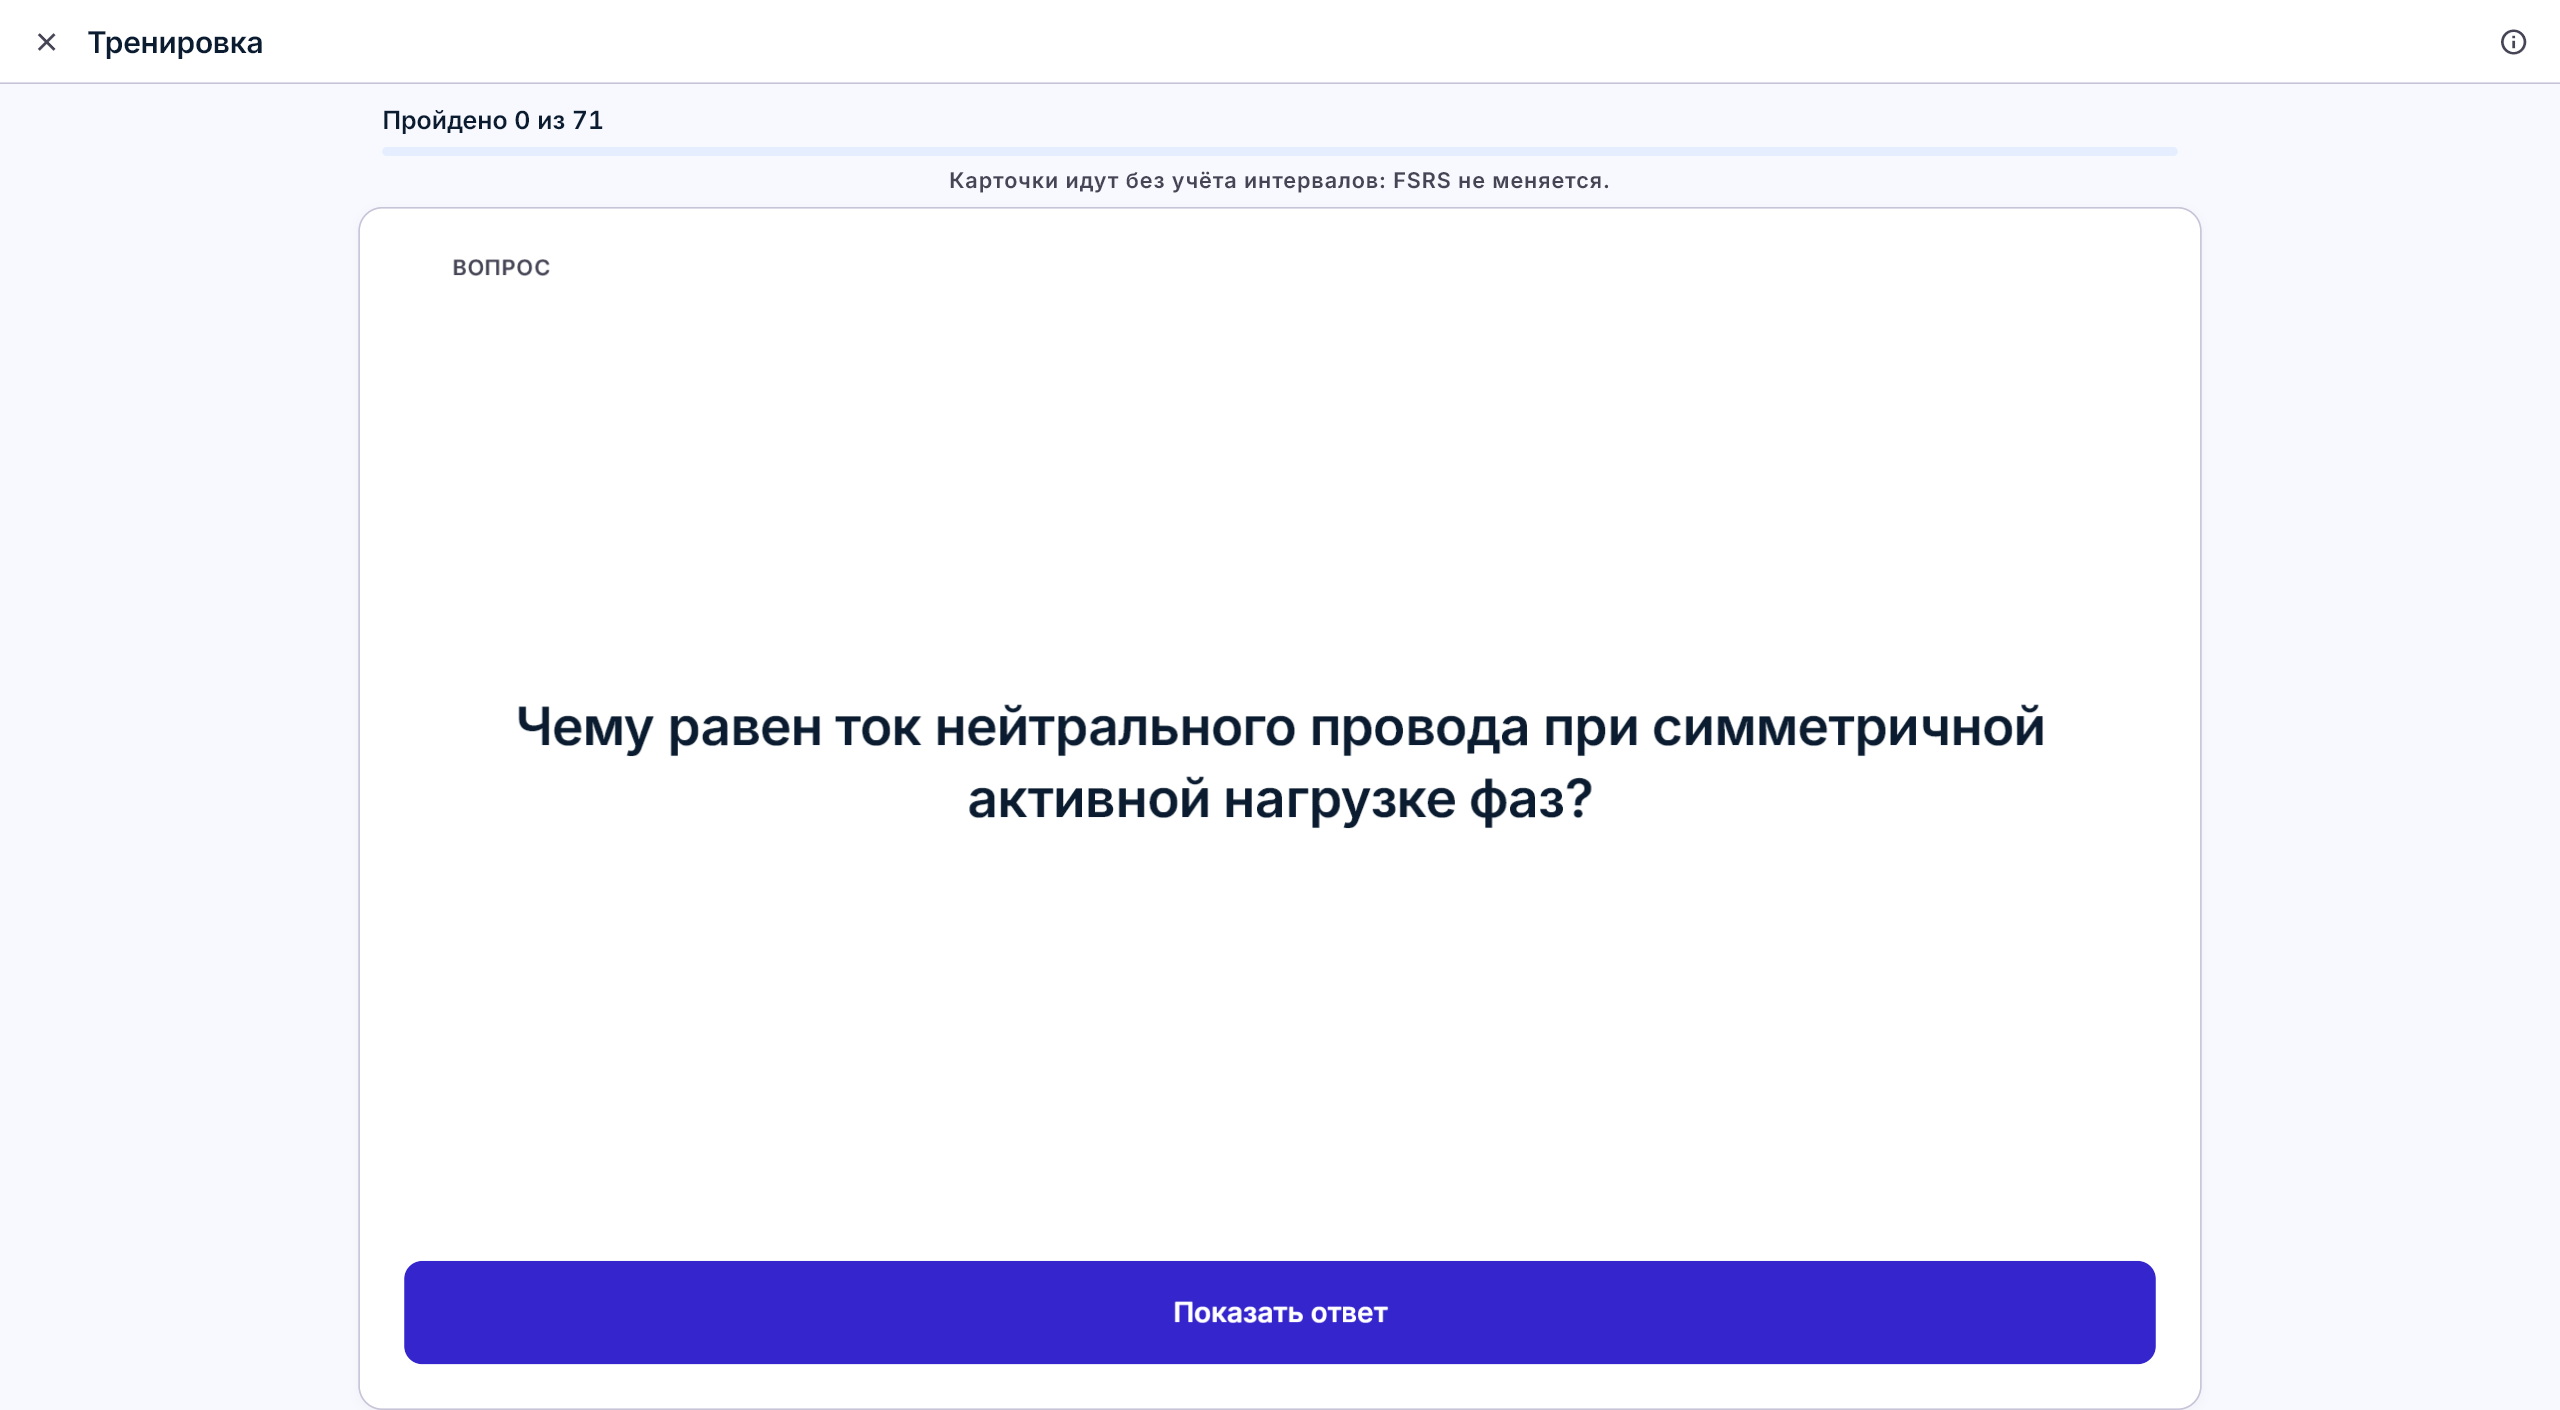 Тренировка
Пройдено 0 из 71
Карточки идут без учёта интервалов: FSRS не меняется.
ВОПРОС
Чему равен ток нейтрального провода при симметричной
активной нагрузке фаз?
Показать ответ